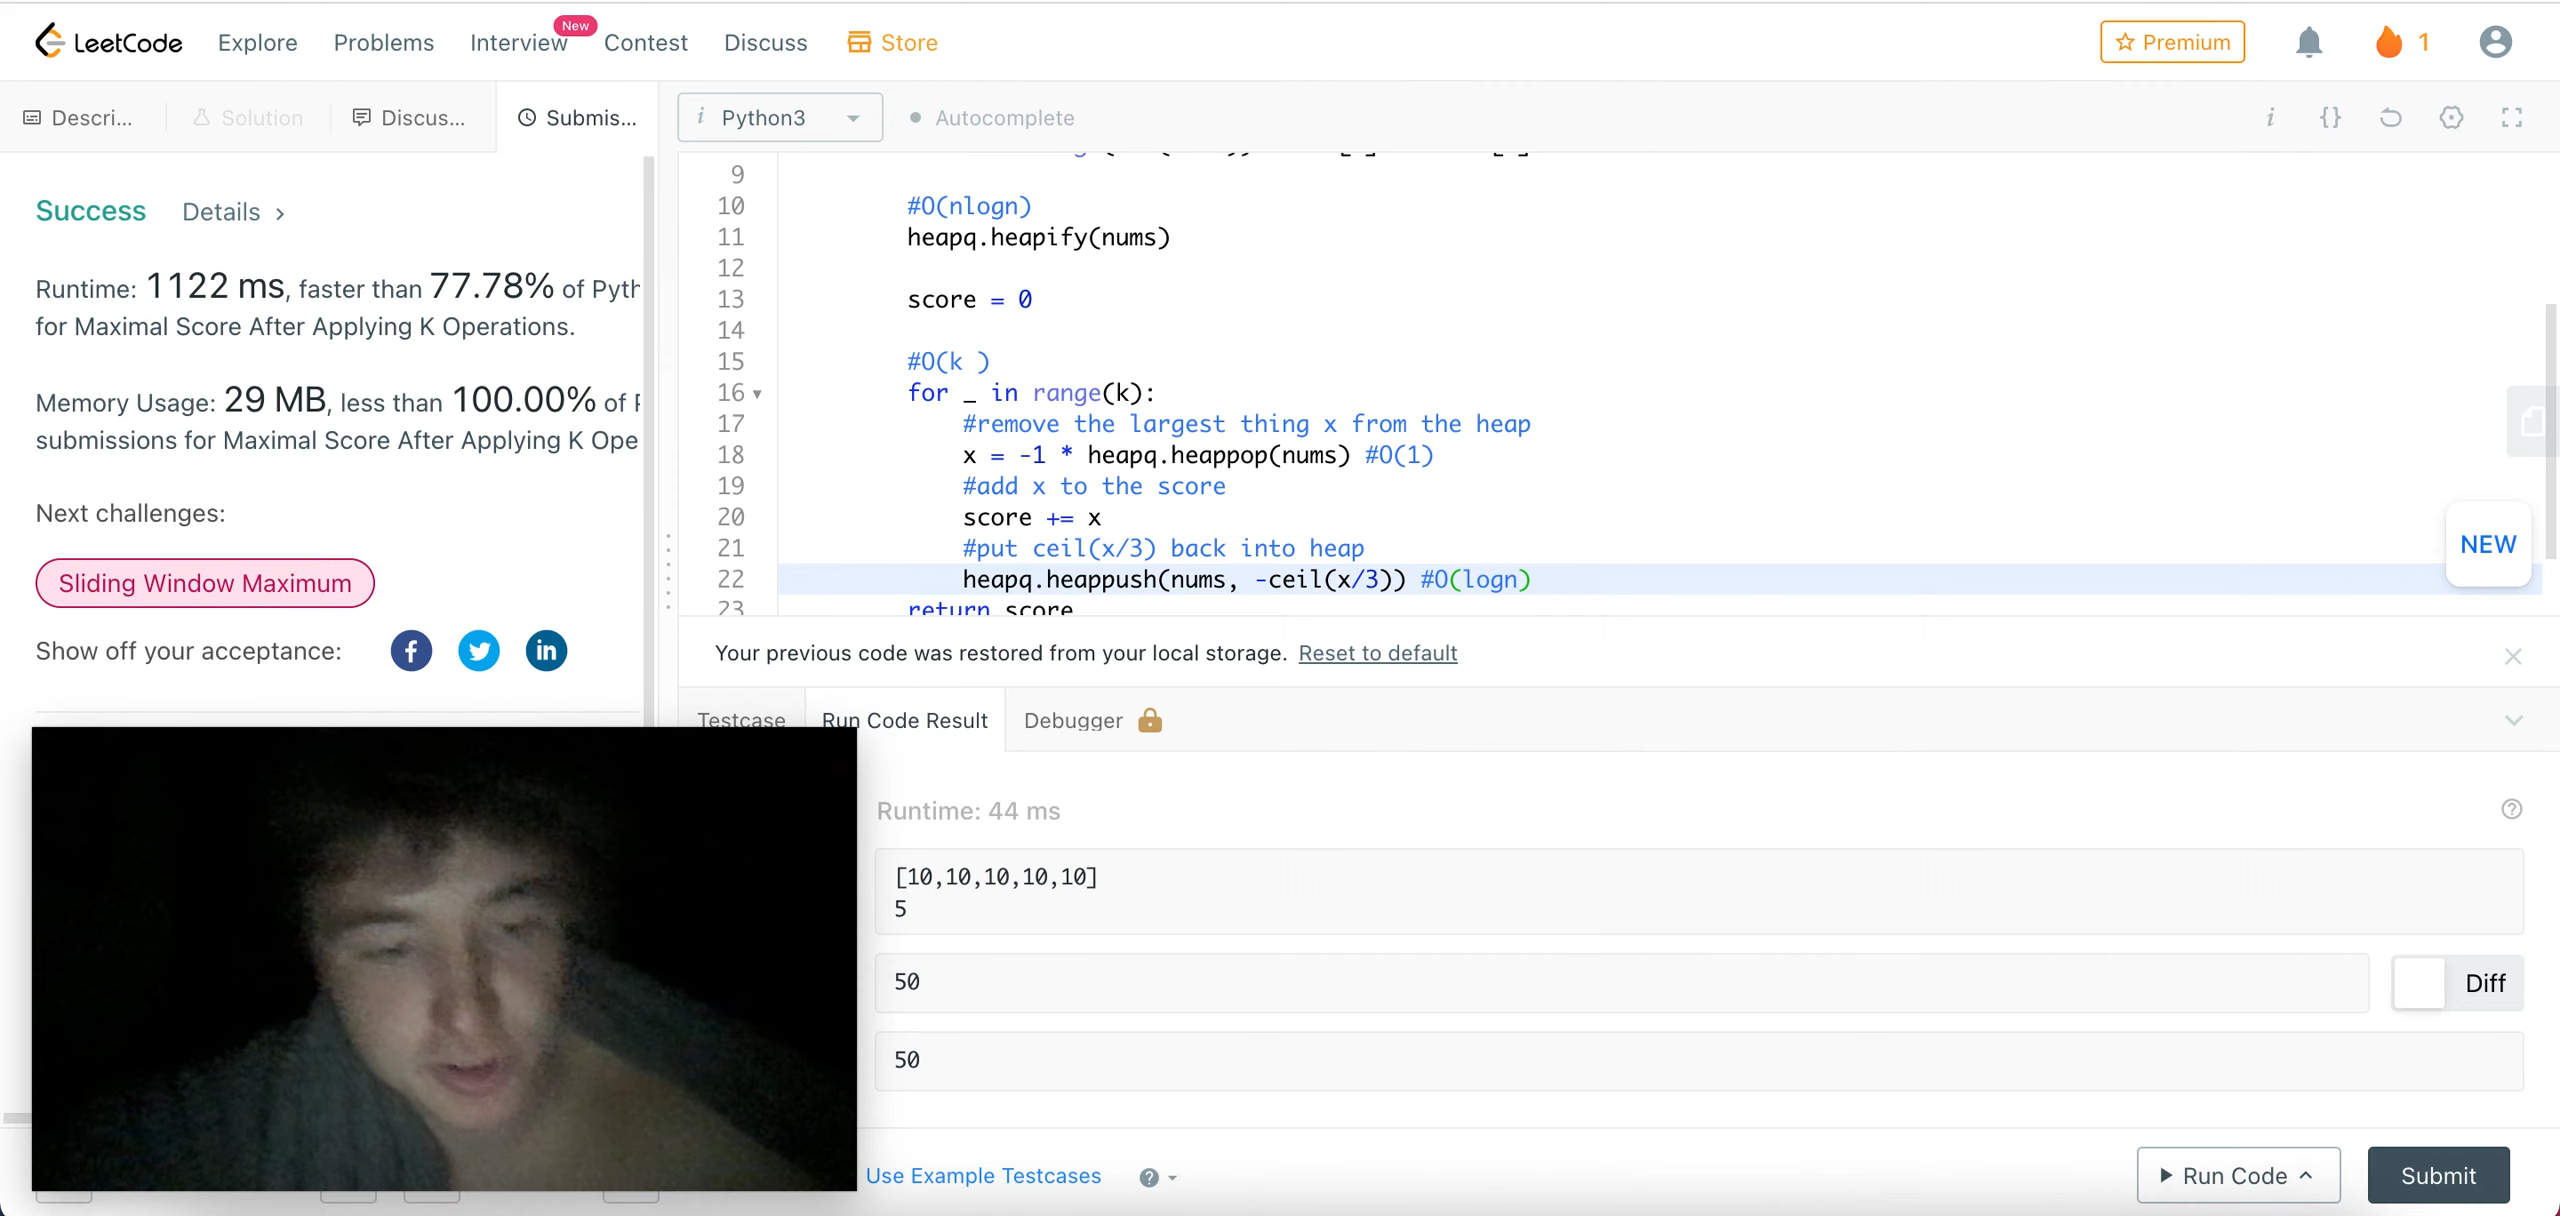 LeetCode Explore Problems Interview New Contest Discuss Store Premium 1
Descri... Solution Discus... Submis... i Python3 Autocomplete i {}
Success Details >
Runtime: 1122 ms, faster than 77.78% of Pyth
for Maximal Score After Applying K Operations.
Memory Usage: 29 MB, less than 100.00% of
submissions for Maximal Score After Applying K Ope
Next challenges:
Sliding Window Maximum
Show off your acceptance: f in
9
10 #O(nlogn)
11 heapq.heapify(nums)
12
13 score = 0
14
15 #O(k )
16 for _ in range(k):
17 #remove the largest thing x from the heap
18 x = -1 * heapq.heappop(nums) #O(1)
19 #add x to the score
20 score += x
21 #put ceil(x/3) back into heap
22 heapq.heappush(nums, -ceil(x/3)) #O(logn)
23 return score
NEW
Your previous code was restored from your local storage. Reset to default
Testcase Run Code Result Debugger
Runtime: 44 ms
[10,10,10,10,10]
5
50 Diff
50
Use Example Testcases ? Run Code Submit